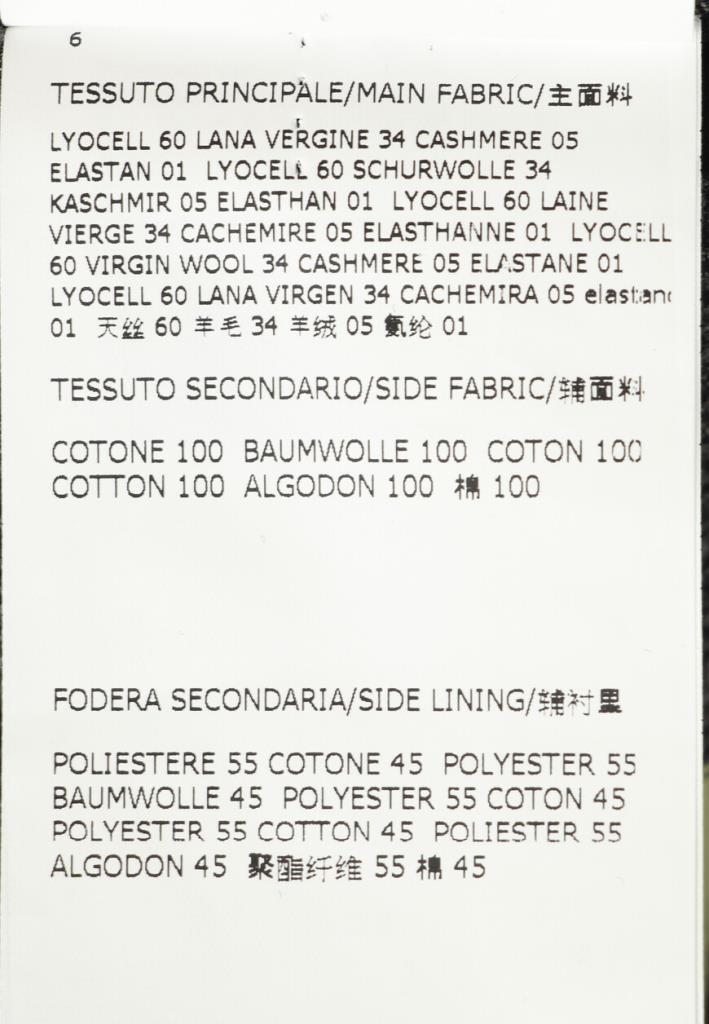 6
TESSUTO PRINCIPALE/MAIN FABRIC/主面料
LYOCELL 60 LANA VERGINE 34 CASHMERE 05
ELASTAN 01 LYOCELL 60 SCHURWOLLE 34
KASCHMIR 05 ELASTHAN 01 LYOCELL 60 LAINE
VIERGE 34 CACHEMIRE 05 ELASTHANNE 01 LYOCELL
60 VIRGIN WOOL 34 CASHMERE 05 ELASTANE 01
LYOCELL 60 LANA VIRGEN 34 CACHEMIRA 05 elastano
01 天丝 60 羊毛 34 羊绒 05 氨纶 01
TESSUTO SECONDARIO/SIDE FABRIC/辅面料
COTONE 100 BAUMWOLLE 100 COTON 100
COTTON 100 ALGODON 100 棉 100
FODERA SECONDARIA/SIDE LINING/辅衬里
POLIESTERE 55 COTONE 45 POLYESTER 55
BAUMWOLLE 45 POLYESTER 55 COTON 45
POLYESTER 55 COTTON 45 POLIESTER 55
ALGODON 45 聚酯纤维 55 棉 45